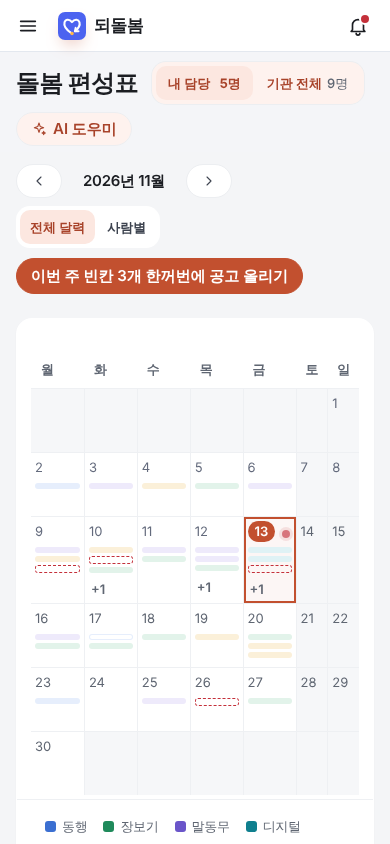 되돌봄
돌봄 편성표
내 담당 5명 기관 전체 9명
AI 도우미
2026년 11월
전체 달력 사람별
이번 주 빈칸 3개 한꺼번에 공고 올리기
월 화 수 목 금 토 일
1
2 3 4 5 6 7 8
9 10 11 12 13 14 15
+1 +1 +1
16 17 18 19 20 21 22
23 24 25 26 27 28 29
30
동행 장보기 말동무 디지털